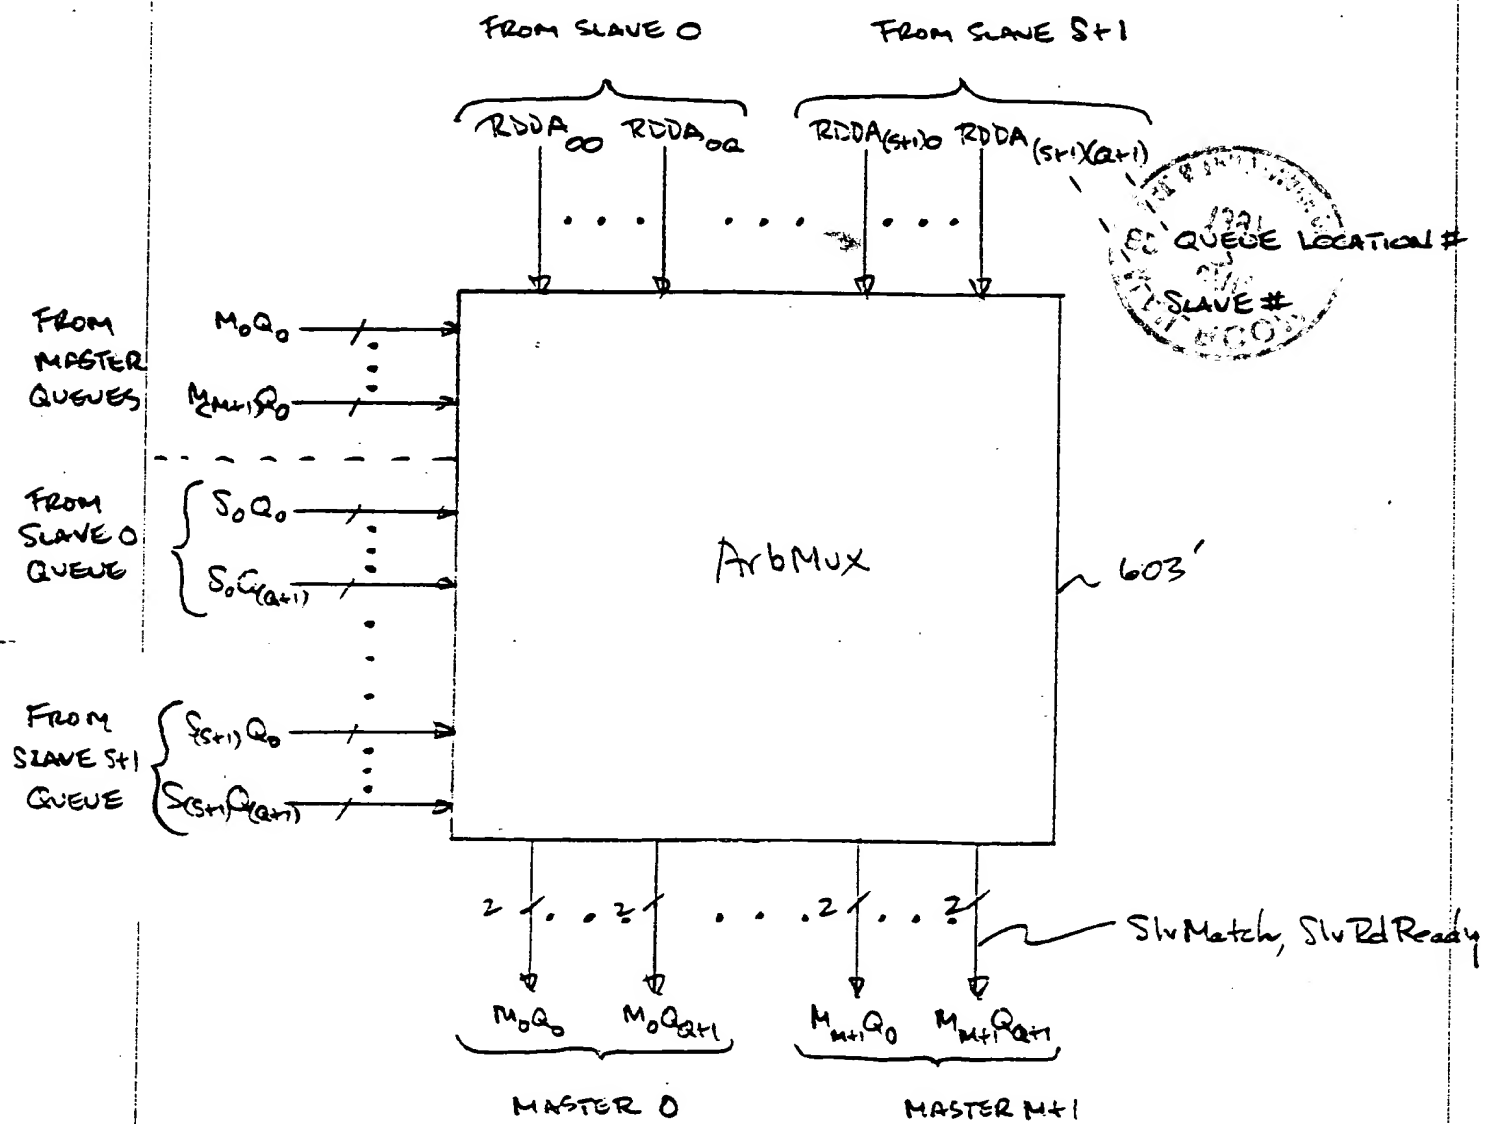 FROM SLAVE 0
FROM SLAVE S+1
RDDA00 RDDA0Q
RDDA(S+1)0 RDDA(S+1)(Q+1)
QUEUE LOCATION #
SLAVE #
FROM
MASTER
QUEUES
M0Q0
M(M+1)Q0
FROM
SLAVE 0
QUEUE
S0Q0
S0Q(Q+1)
FROM
SLAVE S+1
QUEUE
S(S+1)Q0
S(S+1)Q(Q+1)
ArbMux
603'
2 2 2 2
SlvMatch, SlvRdReady
M0Q0 M0QQ+1
MM+1Q0 MM+1QQ+1
MASTER 0
MASTER M+1